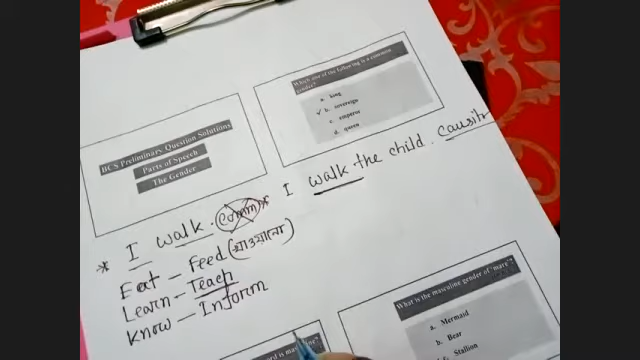 BCS Preliminary Question Solutions
Parts of Speech
The Gender
Which one of the following is a common gender?
a. king
✓ b. sovereign
c. emperor
d. queen
I walk the child. causitv
* I walk.
Eat - Feed (খাওয়ানো)
Learn - Teach
Know - Inform
What is the masculine gender of "mare"?
a. Mermaid
b. Bear
Stallion